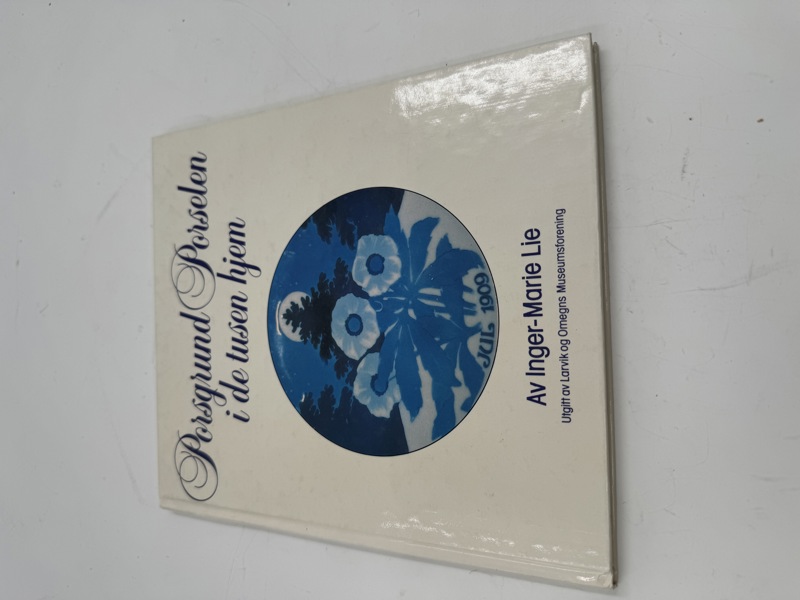 Porsgrund Porselen
i de tusen hjem
JUL 1909
Av Inger-Marie Lie
Utgitt av Larvik og Omegns Museumsforening